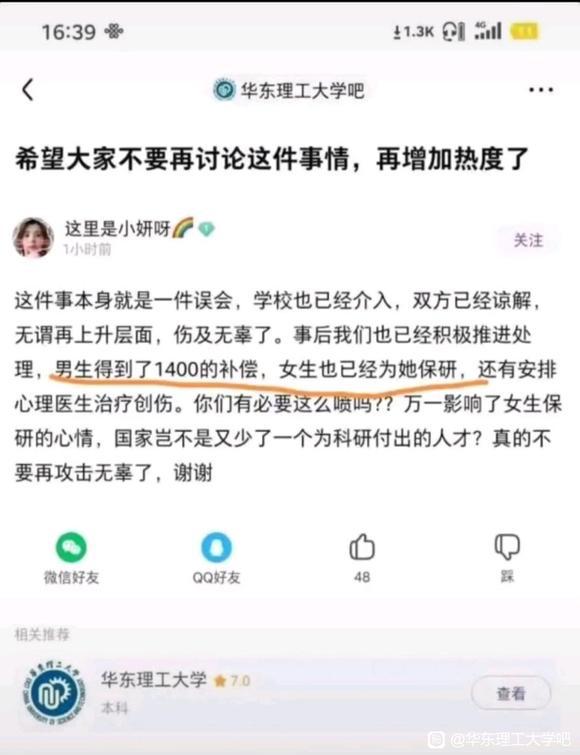 16:39
1.3K
4G
11
华东理工大学吧
希望大家不要再讨论这件事情，再增加热度了
这里是小妍呀
1小时前
关注
这件事本身就是一件误会，学校也已经介入，双方已经谅解，
无谓再上升层面，伤及无辜了。事后我们也已经积极推进处
理，男生得到了1400的补偿，女生也已经为她保研，还有安排
心理医生治疗创伤。你们有必要这么喷吗??万一影响了女生保
研的心情，国家岂不是又少了一个为科研付出的人才？真的不
要再攻击无辜了，谢谢
微信好友
QQ好友
48
踩
相关推荐
华东理工大学
7.0
本科
查看
@华东理工大学吧